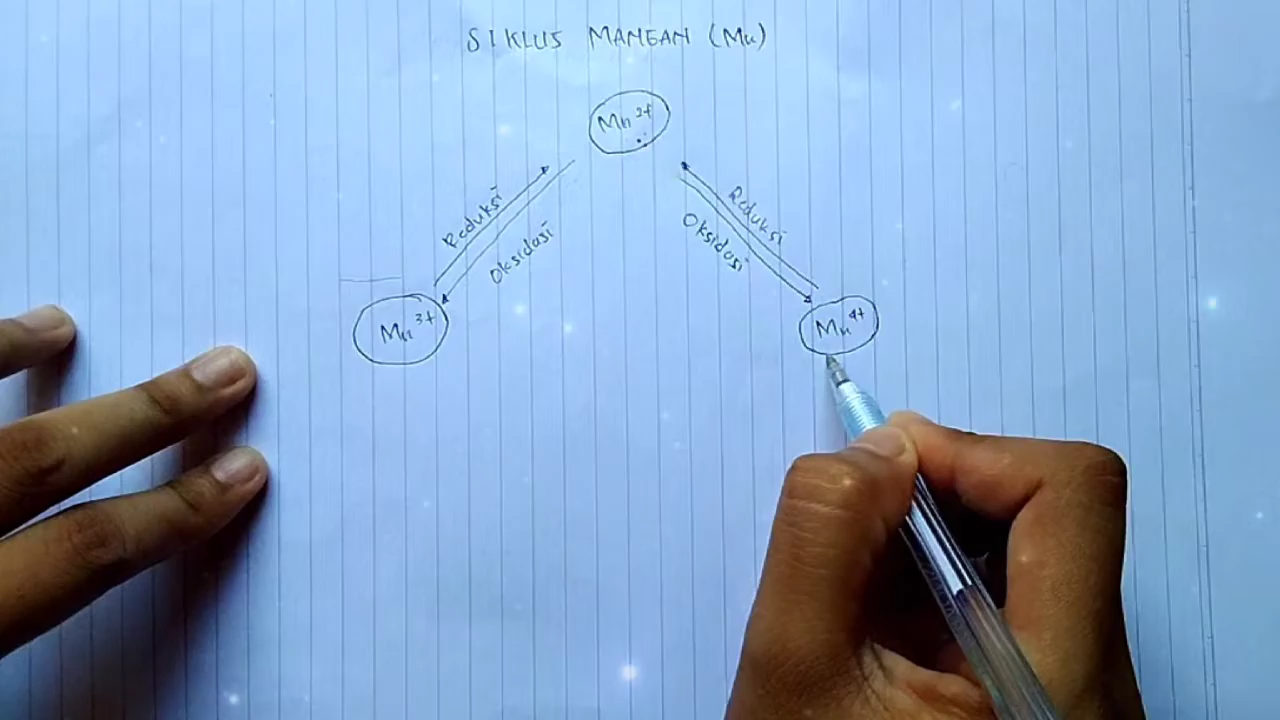 SIKLUS MANGAN (Mn)
Mn²⁺
Reduksi
Oksidasi
Reduksi
Oksidasi
Mn³⁺
Mn⁴⁺